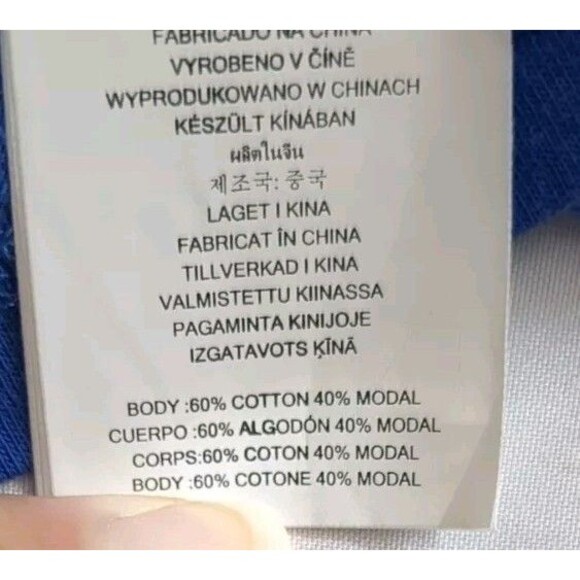 FABRICADO NA CHINA
VYROBENO V ČÍNĚ
WYPRODUKOWANO W CHINACH
KÉSZÜLT KÍNÁBAN
ผลิตในจีน
제조국: 중국
LAGET I KINA
FABRICAT ÎN CHINA
TILLVERKAD I KINA
VALMISTETTU KIINASSA
PAGAMINTA KINIJOJE
IZGATAVOTS ĶĪNĀ
BODY :60% COTTON 40% MODAL
CUERPO :60% ALGODÓN 40% MODAL
CORPS:60% COTON 40% MODAL
BODY :60% COTONE 40% MODAL